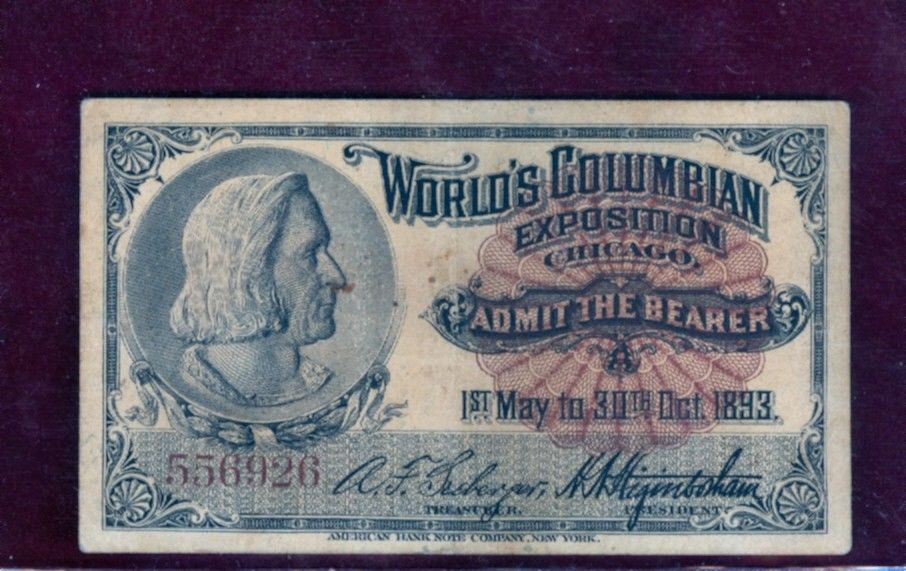 WORLD'S COLUMBIAN
EXPOSITION
CHICAGO,
ADMIT THE BEARER
A
1ST May to 30TH Oct. 1893.
556926 A. F. Seeberger, H. N. Higinbotham
TREASURER. PRESIDENT.
AMERICAN BANK NOTE COMPANY, NEW YORK.